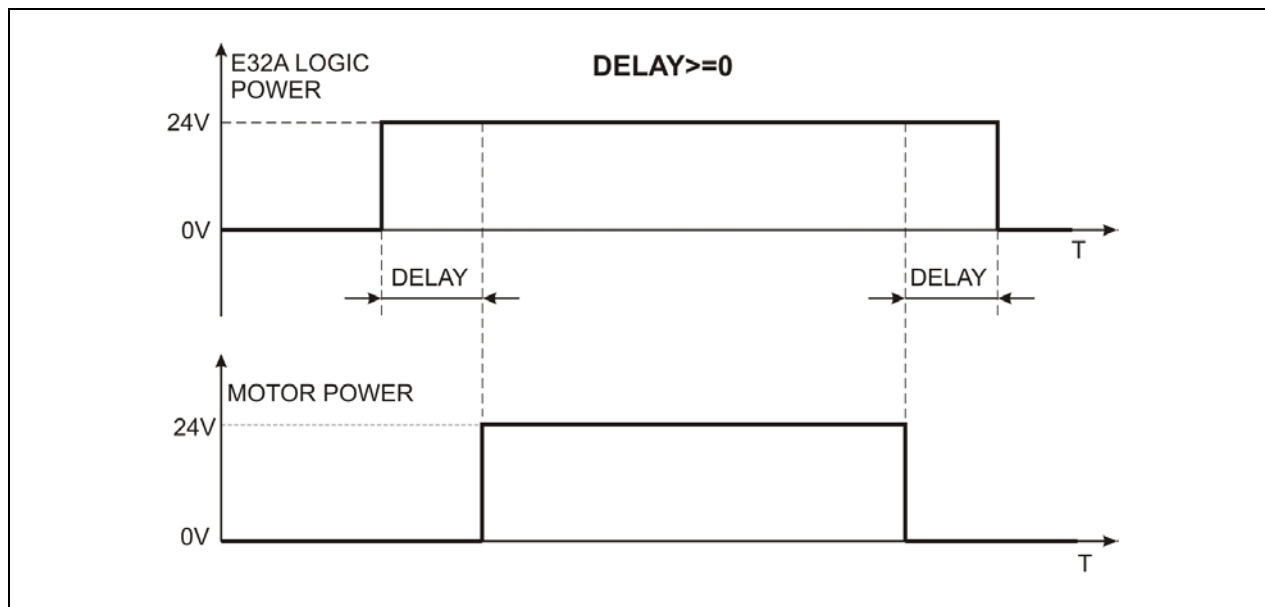 E32A LOGIC
POWER
DELAY>=0
24V
0V
T
DELAY
DELAY
MOTOR POWER
24V
0V
T